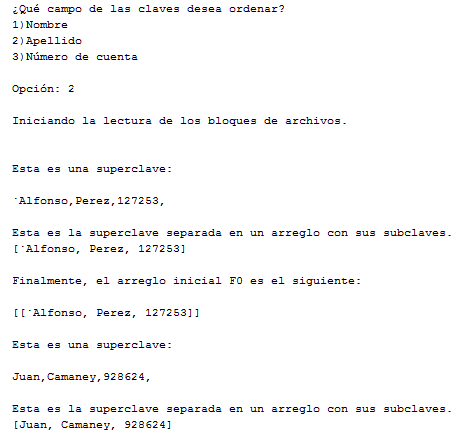 ¿Qué campo de las claves desea ordenar?
1)Nombre
2)Apellido
3)Número de cuenta
Opción: 2
Iniciando la lectura de los bloques de archivos.
Esta es una superclave:
˙Alfonso,Perez,127253,
Esta es la superclave separada en un arreglo con sus subclaves.
[˙Alfonso, Perez, 127253]
Finalmente, el arreglo inicial F0 es el siguiente:
[[˙Alfonso, Perez, 127253]]
Esta es una superclave:
Juan,Camaney,928624,
Esta es la superclave separada en un arreglo con sus subclaves.
[Juan, Camaney, 928624]